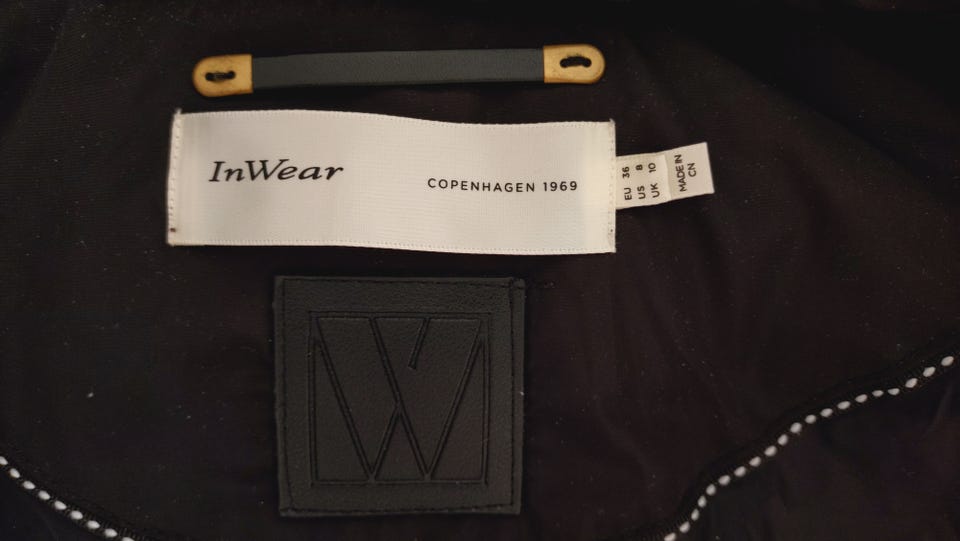 InWear
COPENHAGEN 1969
EU 36
US 8
UK 10
MADE IN
CN
W